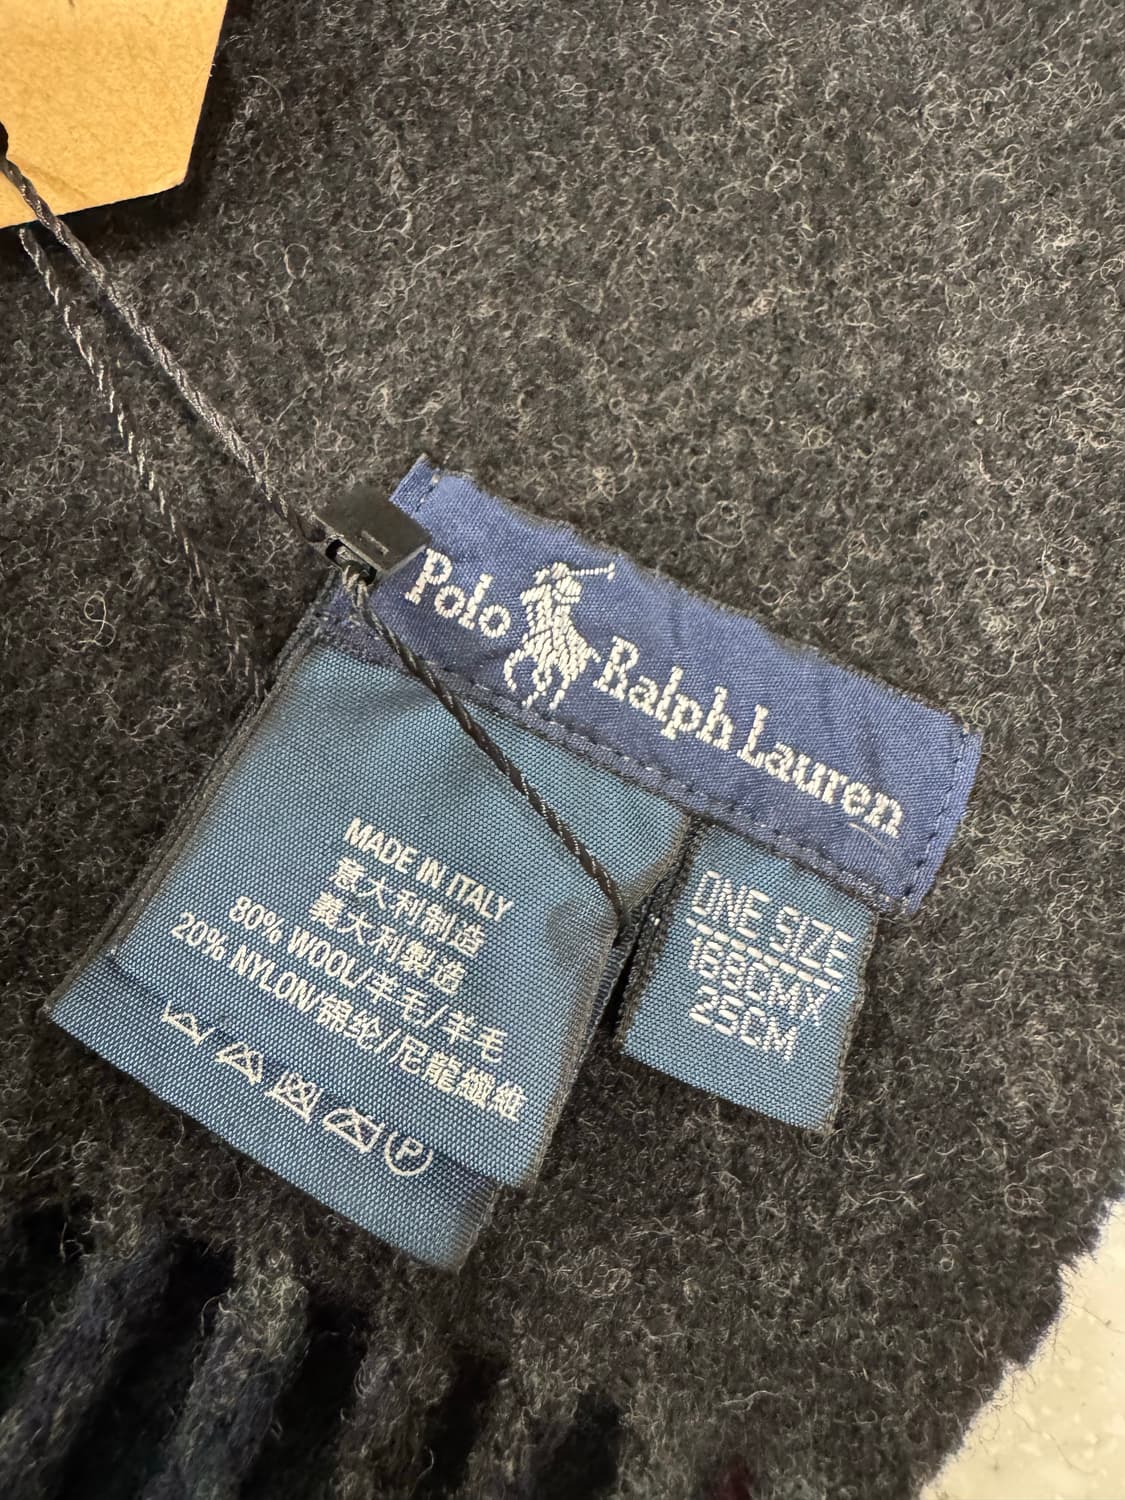 Polo Ralph Lauren
MADE IN ITALY
意大利制造
義大利製造
80% WOOL/羊毛/羊毛
20% NYLON/锦纶/尼龍纖維
P
ONE SIZE
188CMX
25CM